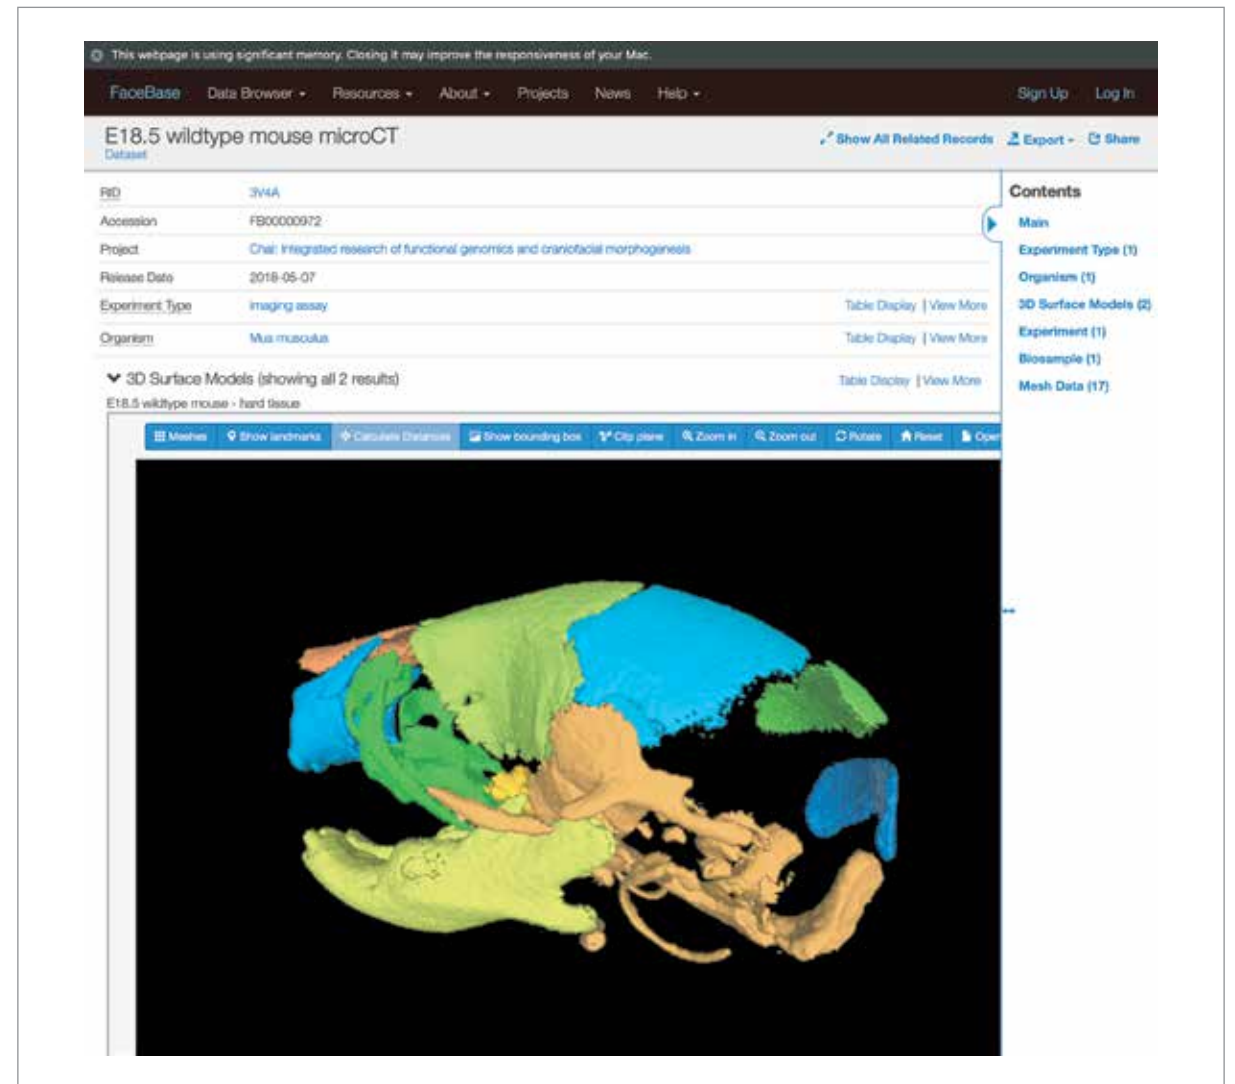 This webpage is using significant memory. Closing it may improve the responsiveness of your Mac.
FaceBase Data Browser Resources About Projects News Help Sign Up Log In
E18.5 wildtype mouse microCT
Dataset
Show All Related Records Export Share
RID 3V4A
Accession FB00000972
Project Chai: Integrated research of functional genomics and craniofacial morphogenesis
Release Date 2018-05-07
Experiment Type imaging assay Table Display | View More
Organism Mus musculus Table Display | View More
3D Surface Models (showing all 2 results) Table Display | View More
E18.5 wildtype mouse - hard tissue
Meshes Show landmarks Calculate Distances Show bounding box Clip plane Zoom in Zoom out Rotate Reset Open
Contents
Main
Experiment Type (1)
Organism (1)
3D Surface Models (2)
Experiment (1)
Biosample (1)
Mesh Data (17)